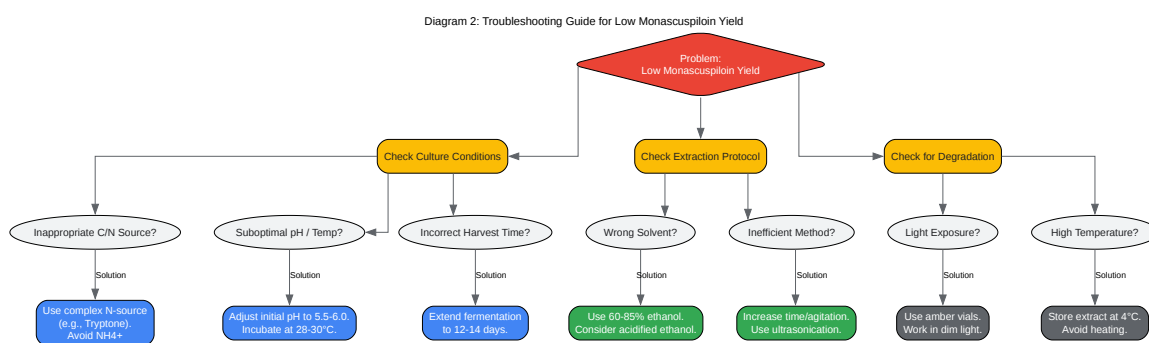 Diagram 2: Troubleshooting Guide for Low Monascuspiloin Yield
Problem:
Low Monascuspiloin Yield
Check Culture Conditions
Check Extraction Protocol
Check for Degradation
Inappropriate C/N Source?
Suboptimal pH / Temp?
Incorrect Harvest Time?
Wrong Solvent?
Inefficient Method?
Light Exposure?
High Temperature?
Solution
Solution
Solution
Solution
Solution
Solution
Solution
Use complex N-source
(e.g., Tryptone).
Avoid NH4+
Adjust initial pH to 5.5-6.0.
Incubate at 28-30°C.
Extend fermentation
to 12-14 days.
Use 60-85% ethanol.
Consider acidified ethanol.
Increase time/agitation.
Use ultrasonication.
Use amber vials.
Work in dim light.
Store extract at 4°C.
Avoid heating.